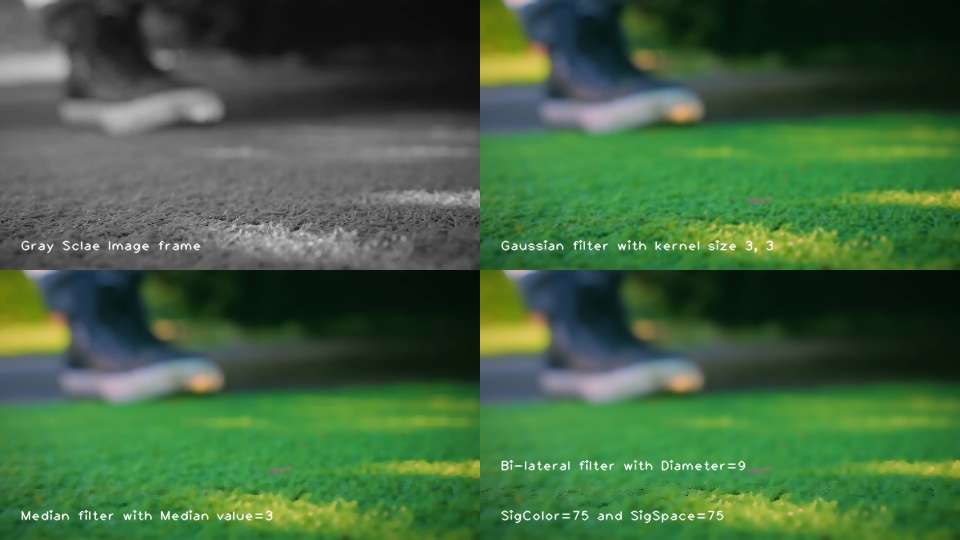 Gray Sclae Image frame
Gaussian filter with kernel size 3, 3
Median filter with Median value=3
Bi-lateral filter with Diameter=9
SigColor=75 and SigSpace=75